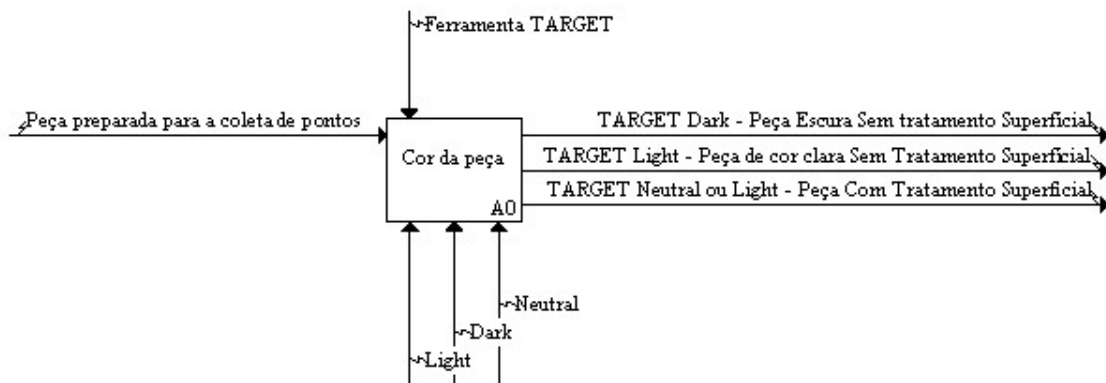 Ferramenta TARGET
Peça preparada para a coleta de pontos
TARGET Dark - Peça Escura Sem tratamento Superficial
Cor da peça
TARGET Light - Peça de cor clara Sem Tratamento Superficial
TARGET Neutral ou Light - Peça Com Tratamento Superficial
A0
Neutral
Dark
Light